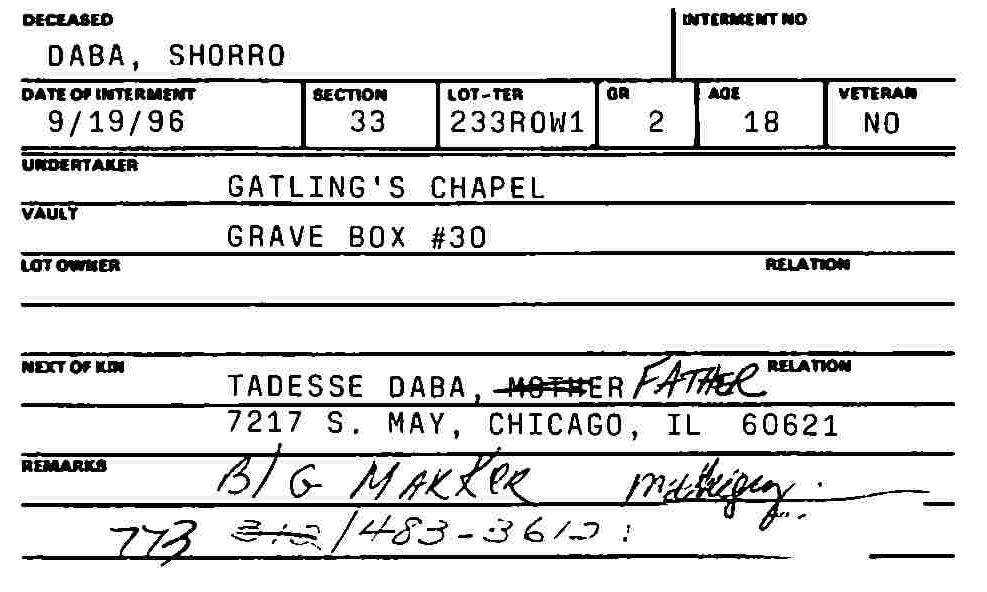 DECEASED INTERMENT NO
DABA, SHORRO
DATE OF INTERMENT SECTION LOT-TER GR AGE VETERAN
9/19/96 33 233ROW1 2 18 NO
UNDERTAKER
GATLING'S CHAPEL
VAULT
GRAVE BOX #30
LOT OWNER RELATION
NEXT OF KIN RELATION
TADESSE DABA, MOTHER FATHER
7217 S. MAY, CHICAGO, IL 60621
REMARKS
B/G MARKER
773 312/483-3612